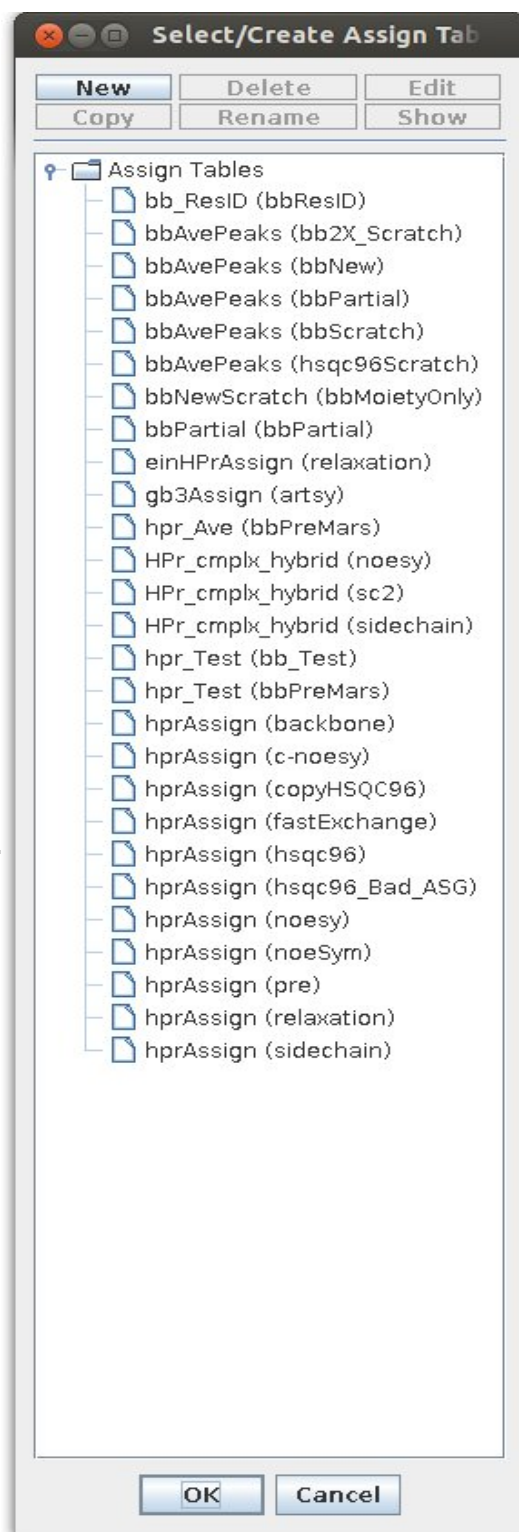 Select/Create Assign Tab
New Delete Edit
Copy Rename Show
Assign Tables
bb_ResID (bbResID)
bbAvePeaks (bb2X_Scratch)
bbAvePeaks (bbNew)
bbAvePeaks (bbPartial)
bbAvePeaks (bbScratch)
bbAvePeaks (hsqc96Scratch)
bbNewScratch (bbMoietyOnly)
bbPartial (bbPartial)
einHPrAssign (relaxation)
gb3Assign (artsy)
hpr_Ave (bbPreMars)
HPr_cmplx_hybrid (noesy)
HPr_cmplx_hybrid (sc2)
HPr_cmplx_hybrid (sidechain)
hpr_Test (bb_Test)
hpr_Test (bbPreMars)
hprAssign (backbone)
hprAssign (c-noesy)
hprAssign (copyHSQC96)
hprAssign (fastExchange)
hprAssign (hsqc96)
hprAssign (hsqc96_Bad_ASG)
hprAssign (noesy)
hprAssign (noeSym)
hprAssign (pre)
hprAssign (relaxation)
hprAssign (sidechain)
OK Cancel